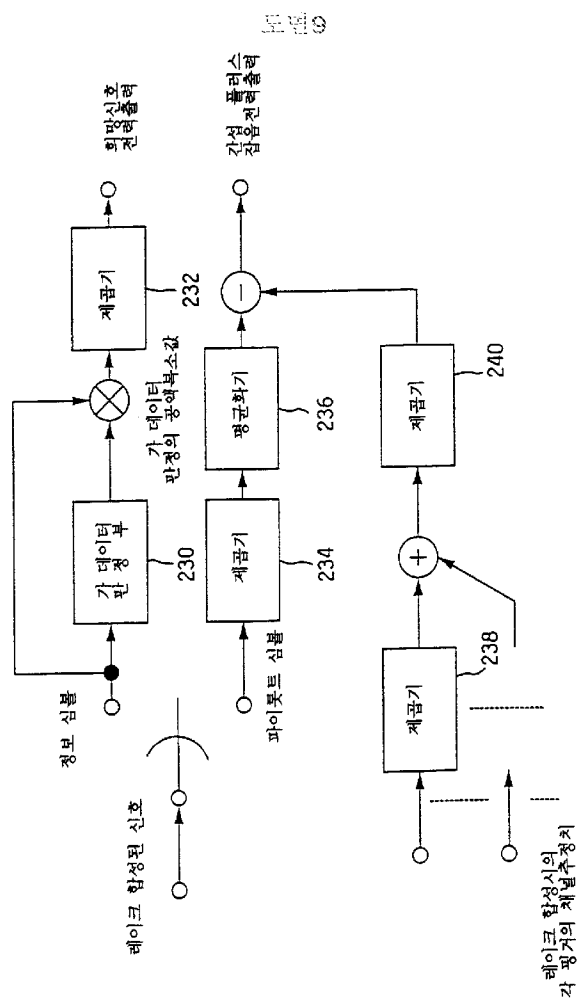 도면6
희망신호
전력출력
간섭 플러스
잡음전력출력
제곱기
232
가 데이터
판정의 공액복소값
평균화기
236
제곱기
240
가 데이터
판 정 부
230
제곱기
234
정보 심볼
파이롯트 심볼
제곱기
238
레이크 합성된 신호
레이크 합성시의
각 핑거의 채널추정치